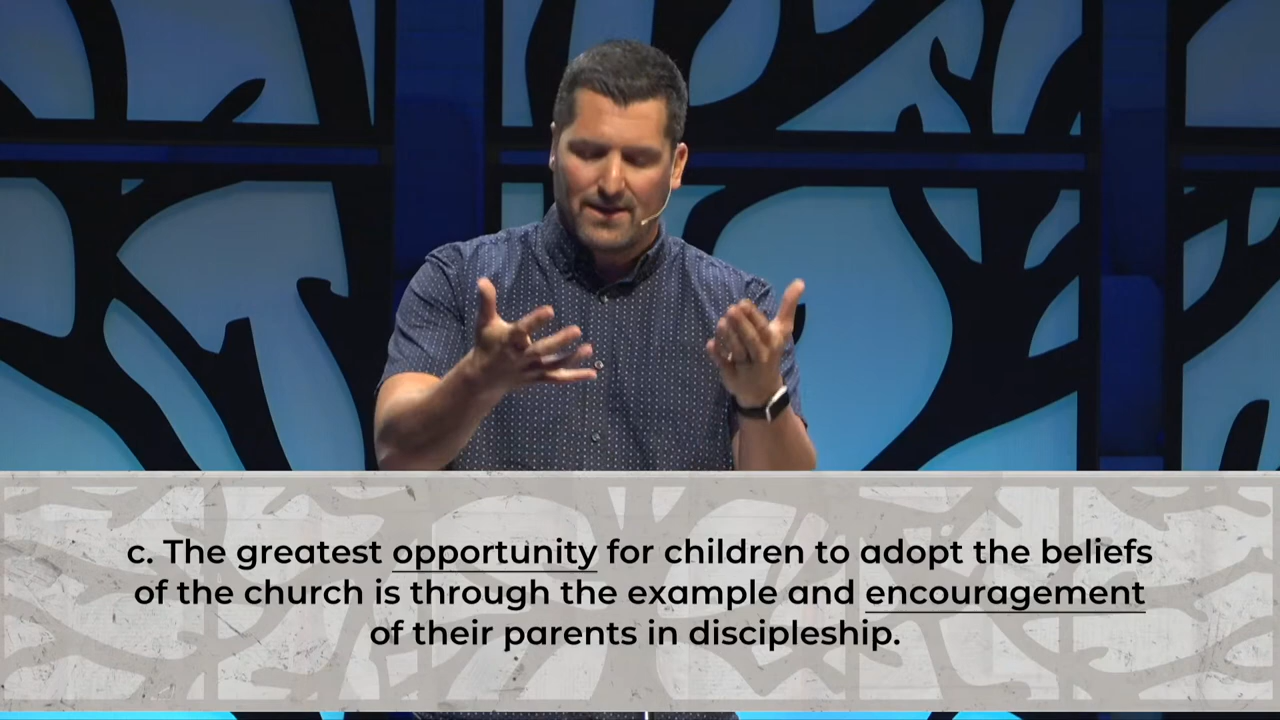 c. The greatest opportunity for children to adopt the beliefs
of the church is through the example and encouragement
of their parents in discipleship.